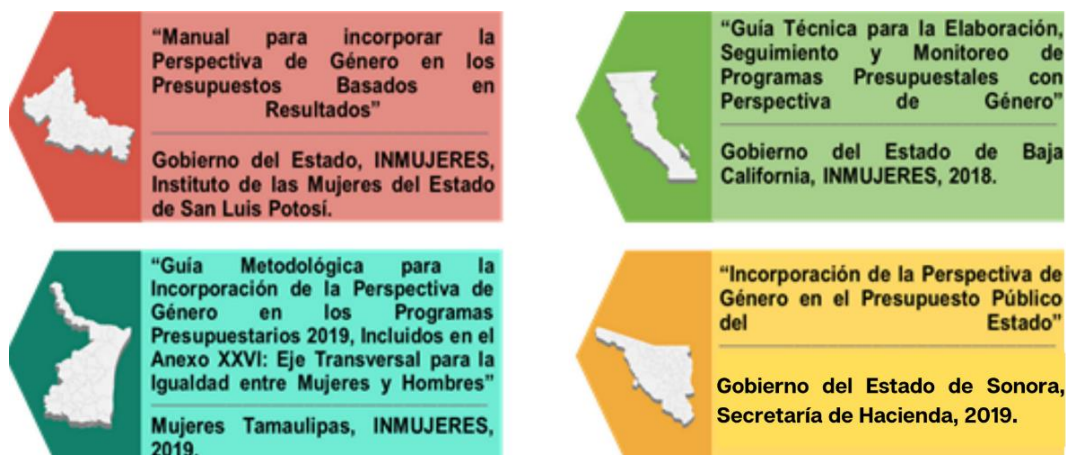 “Manual para incorporar la
Perspectiva de Género en los
Presupuestos Basados en
Resultados”
Gobierno del Estado, INMUJERES,
Instituto de las Mujeres del Estado
de San Luis Potosí.
“Guía Técnica para la Elaboración,
Seguimiento y Monitoreo de
Programas Presupuestales con
Perspectiva de Género”
Gobierno del Estado de Baja
California, INMUJERES, 2018.
“Guía Metodológica para la
Incorporación de la Perspectiva de
Género en los Programas
Presupuestarios 2019, Incluidos en el
Anexo XXVI: Eje Transversal para la
Igualdad entre Mujeres y Hombres”
Mujeres Tamaulipas, INMUJERES,
2019.
“Incorporación de la Perspectiva de
Género en el Presupuesto Público
del Estado”
Gobierno del Estado de Sonora,
Secretaría de Hacienda, 2019.